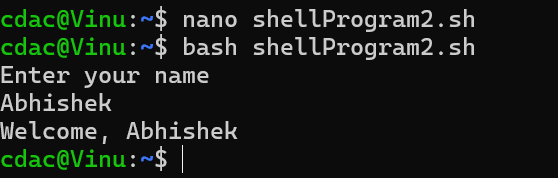 cdac@Vinu:~$ nano shellProgram2.sh
cdac@Vinu:~$ bash shellProgram2.sh
Enter your name
Abhishek
Welcome, Abhishek
cdac@Vinu:~$